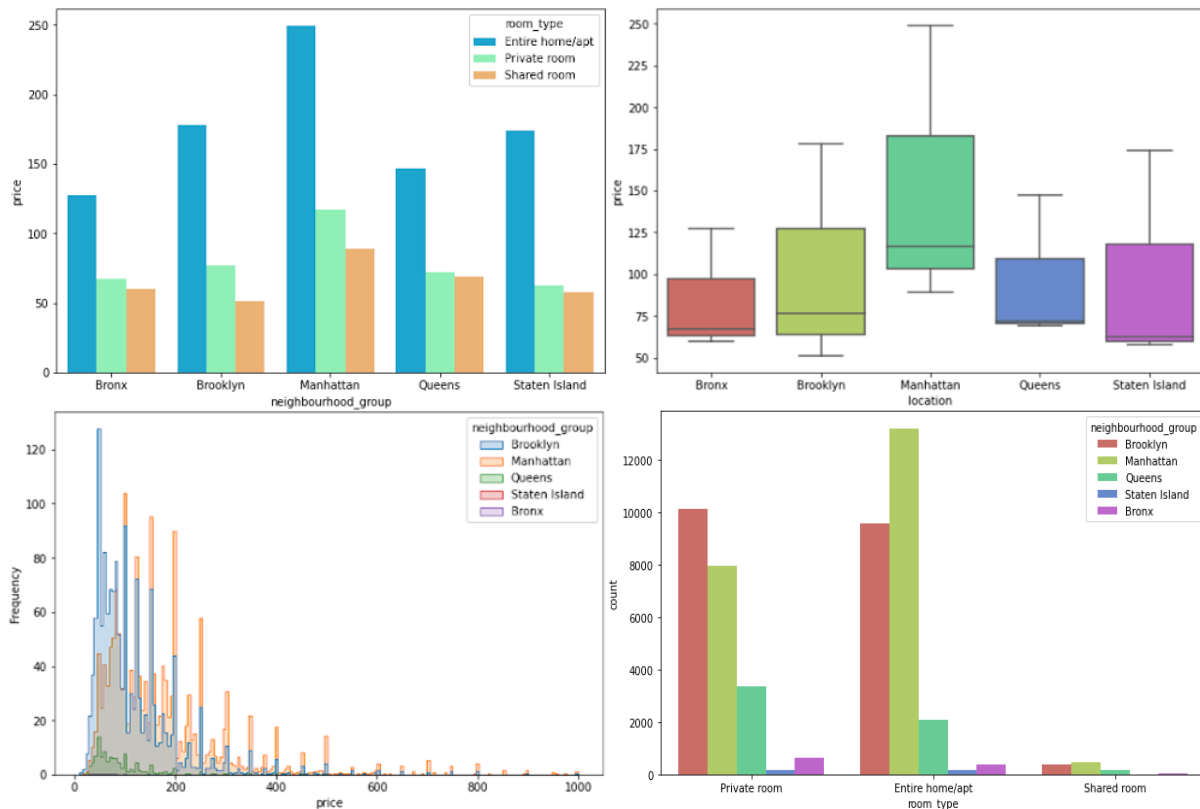 room_type
Entire home/apt
Private room
Shared room
250
200
150
100
50
0
price
Bronx
Brooklyn
Manhattan
Queens
Staten Island
neighbourhood_group
250
225
200
175
150
125
100
75
50
price
Bronx
Brooklyn
Manhattan
Queens
Staten Island
location
neighbourhood_group
Brooklyn
Manhattan
Queens
Staten Island
Bronx
120
100
80
60
40
20
0
Frequency
0
200
400
600
800
1000
price
neighbourhood_group
Brooklyn
Manhattan
Queens
Staten Island
Bronx
12000
10000
8000
6000
4000
2000
0
count
Private room
Entire home/apt
Shared room
room_type